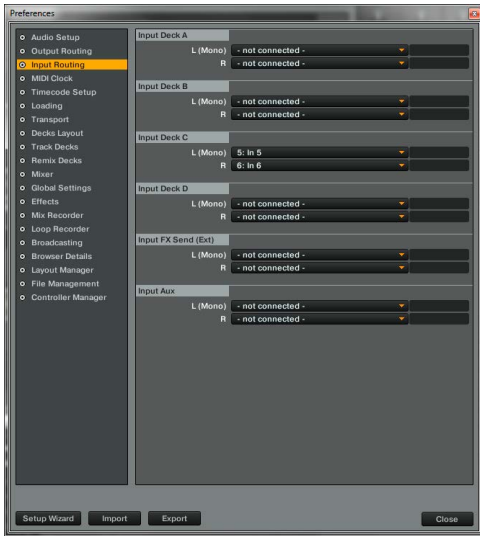 Preferences
Audio Setup
Output Routing
Input Routing
MIDI Clock
Timecode Setup
Loading
Transport
Decks Layout
Track Decks
Remix Decks
Mixer
Global Settings
Effects
Mix Recorder
Loop Recorder
Broadcasting
Browser Details
Layout Manager
File Management
Controller Manager
Input Deck A
L (Mono) - not connected -
R - not connected -
Input Deck B
L (Mono) - not connected -
R - not connected -
Input Deck C
L (Mono) 5: In 5
R 6: In 6
Input Deck D
L (Mono) - not connected -
R - not connected -
Input FX Send (Ext)
L (Mono) - not connected -
R - not connected -
Input Aux
L (Mono) - not connected -
R - not connected -
Setup Wizard Import Export Close